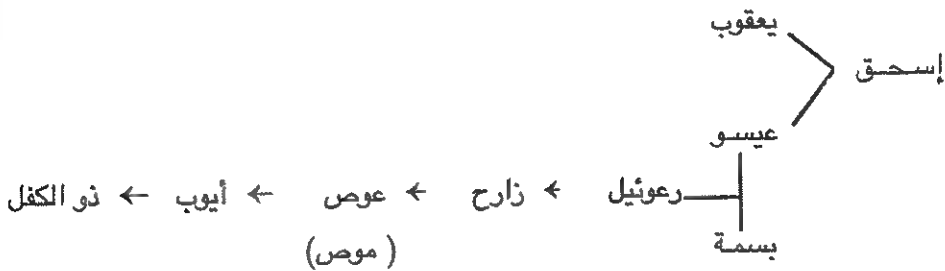 يعقوب
إسحق
عيسو
رعوئيل ← زارح ← عوص ← أيوب ← ذو الكفل
(موص)
بسمة